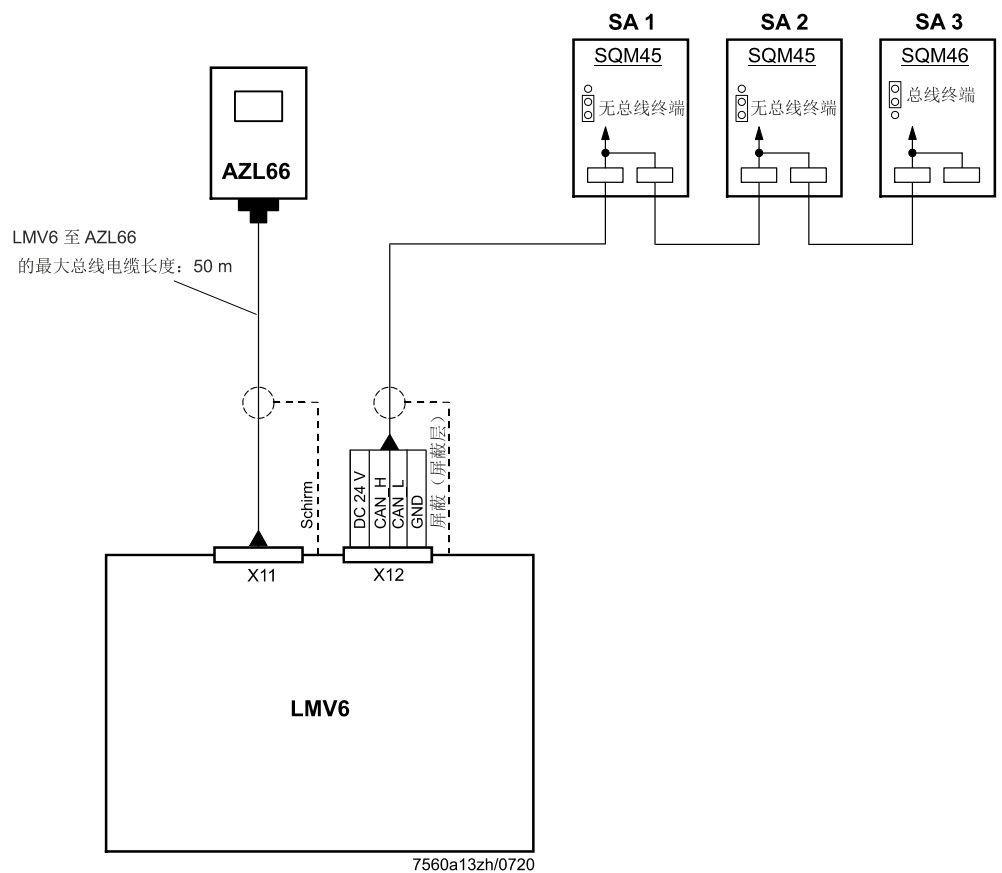 SA 1
SA 2
SA 3
SQM45
SQM45
SQM46
无总线终端
无总线终端
总线终端
AZL66
LMV6 至 AZL66
的最大总线电缆长度：50 m
Schirm
DC 24 V
CAN_H
CAN_L
GND
屏蔽（屏蔽层）
X11
X12
LMV6
7560a13zh/0720